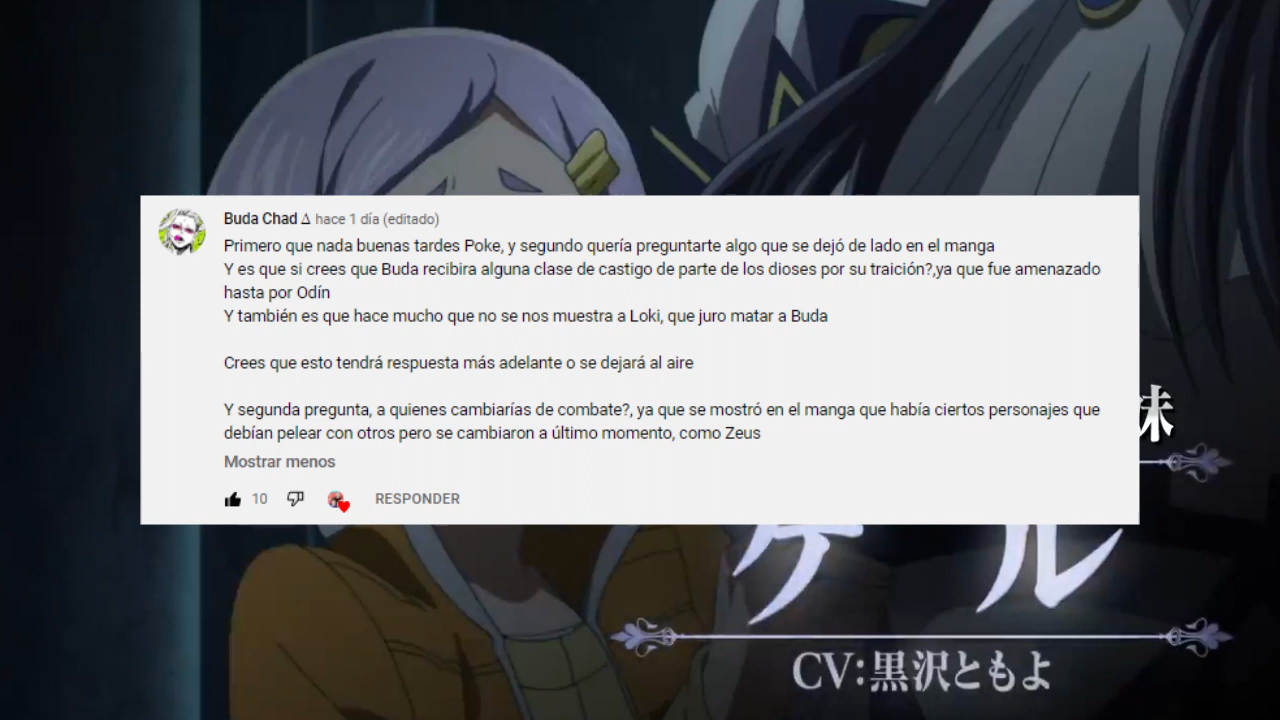 Buda Chad Δ hace 1 día (editado)
Primero que nada buenas tardes Poke, y segundo quería preguntarte algo que se dejó de lado en el manga
Y es que si crees que Buda recibira alguna clase de castigo de parte de los dioses por su traición?,ya que fue amenazado
hasta por Odín
Y también es que hace mucho que no se nos muestra a Loki, que juro matar a Buda
Crees que esto tendrá respuesta más adelante o se dejará al aire
Y segunda pregunta, a quienes cambiarías de combate?, ya que se mostró en el manga que había ciertos personajes que
debían pelear con otros pero se cambiaron a último momento, como Zeus
Mostrar menos
10 RESPONDER
妹
ゲル
CV:黒沢ともよ